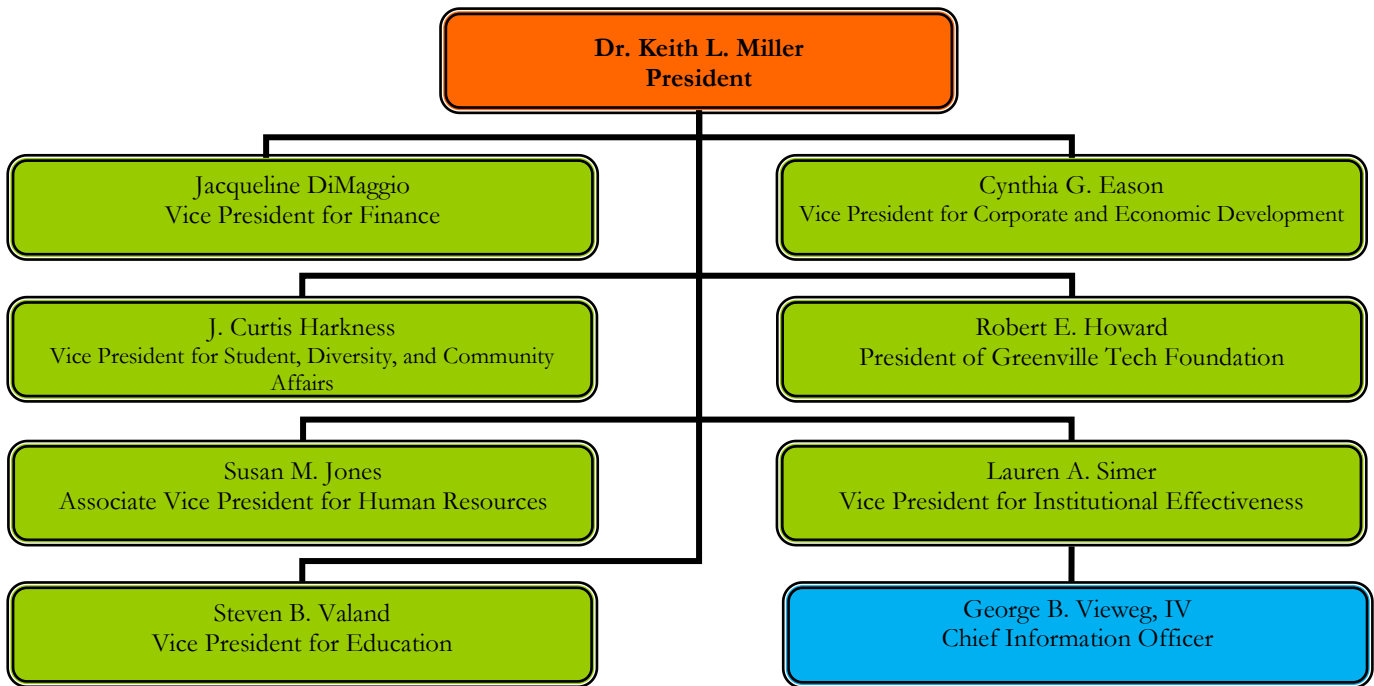 Dr. Keith L. Miller
President
Jacqueline DiMaggio
Vice President for Finance
Cynthia G. Eason
Vice President for Corporate and Economic Development
J. Curtis Harkness
Vice President for Student, Diversity, and Community
Affairs
Robert E. Howard
President of Greenville Tech Foundation
Susan M. Jones
Associate Vice President for Human Resources
Lauren A. Simer
Vice President for Institutional Effectiveness
Steven B. Valand
Vice President for Education
George B. Vieweg, IV
Chief Information Officer